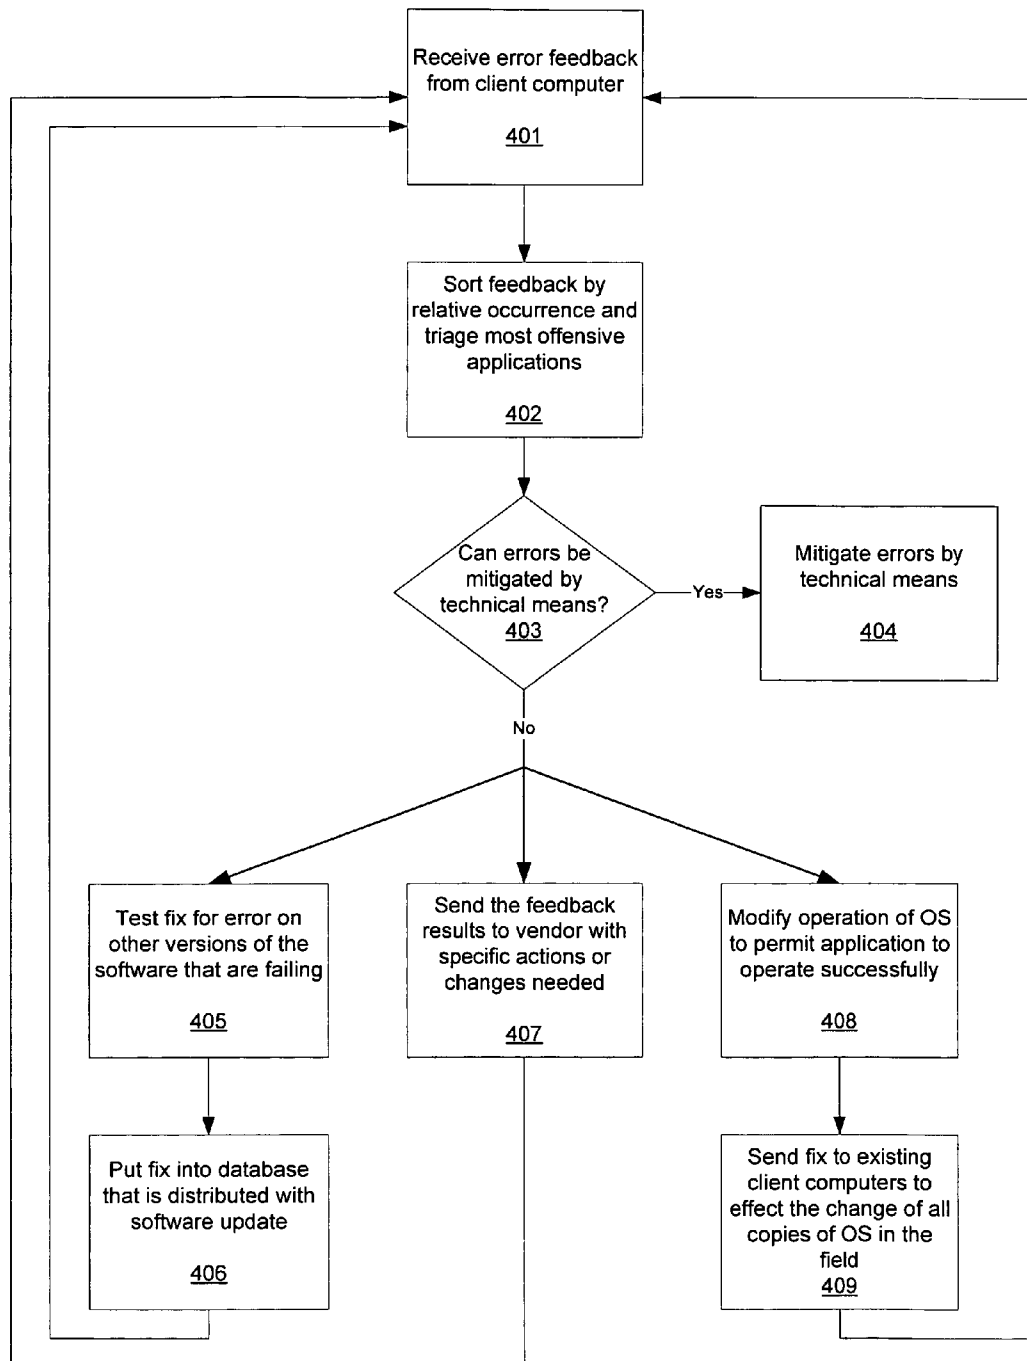 Receive error feedback
from client computer
401
Sort feedback by
relative occurrence and
triage most offensive
applications
402
Can errors be
mitigated by
technical means?
403
Yes
Mitigate errors by
technical means
404
No
Test fix for error on
other versions of the
software that are failing
405
Send the feedback
results to vendor with
specific actions or
changes needed
407
Modify operation of OS
to permit application to
operate successfully
408
Put fix into database
that is distributed with
software update
406
Send fix to existing
client computers to
effect the change of all
copies of OS in the
field
409